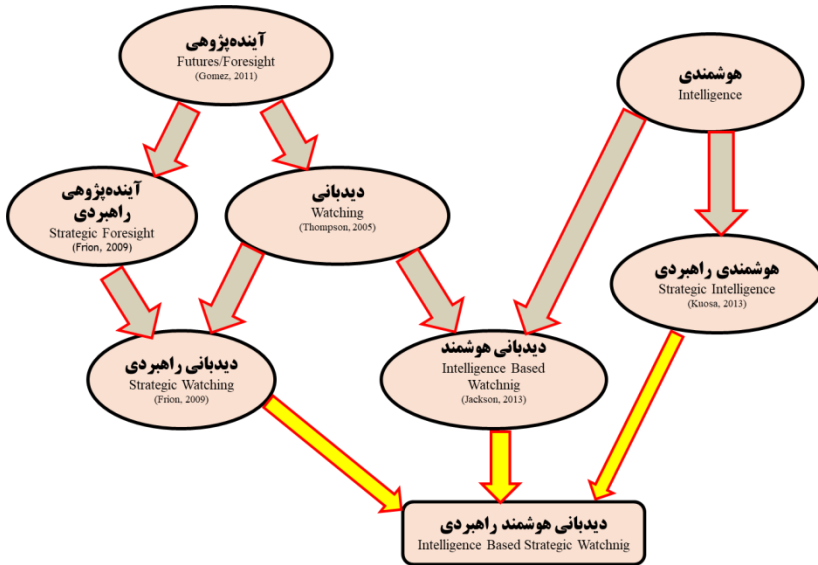 آینده‌پژوهی
Futures/Foresight
(Gomez, 2011)
هوشمندی
Intelligence
آینده‌پژوهی
راهبردی
Strategic Foresight
(Frion, 2009)
دیدبانی
Watching
(Thompson, 2005)
هوشمندی راهبردی
Strategic Intelligence
(Kuosa, 2013)
دیدبانی راهبردی
Strategic Watching
(Frion, 2009)
دیدبانی هوشمند
Intelligence Based
Watchnig
(Jackson, 2013)
دیدبانی هوشمند راهبردی
Intelligence Based Strategic Watchnig